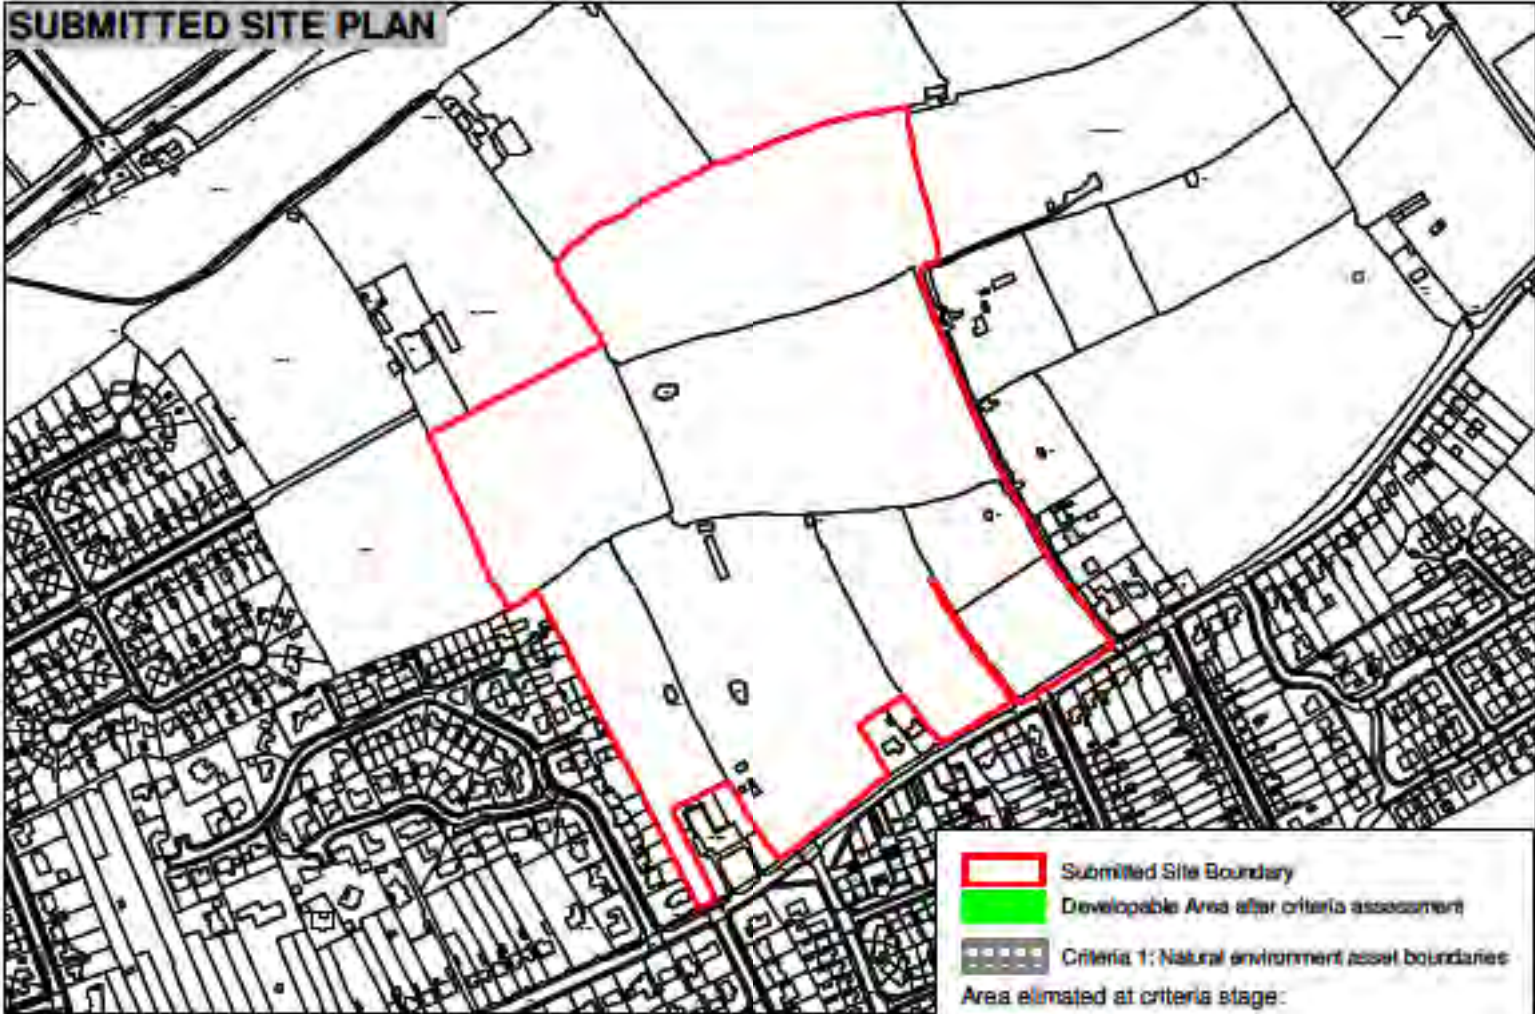 SUBMITTED SITE PLAN
Submitted Site Boundary
Developable Area after criteria assessment
Criteria 1: Natural environment asset boundaries
Area elimated at criteria stage: